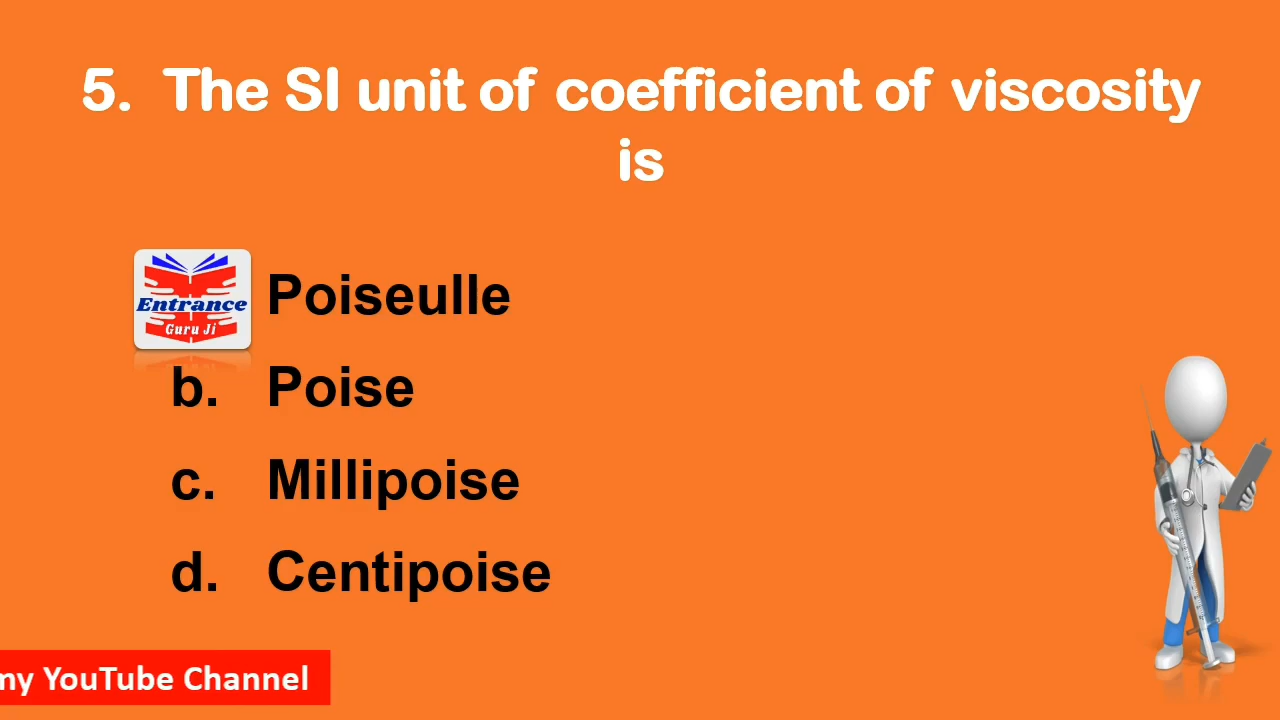 5. The SI unit of coefficient of viscosity
is
Entrance
Guru Ji
Poiseulle
b. Poise
c. Millipoise
d. Centipoise
my YouTube Channel